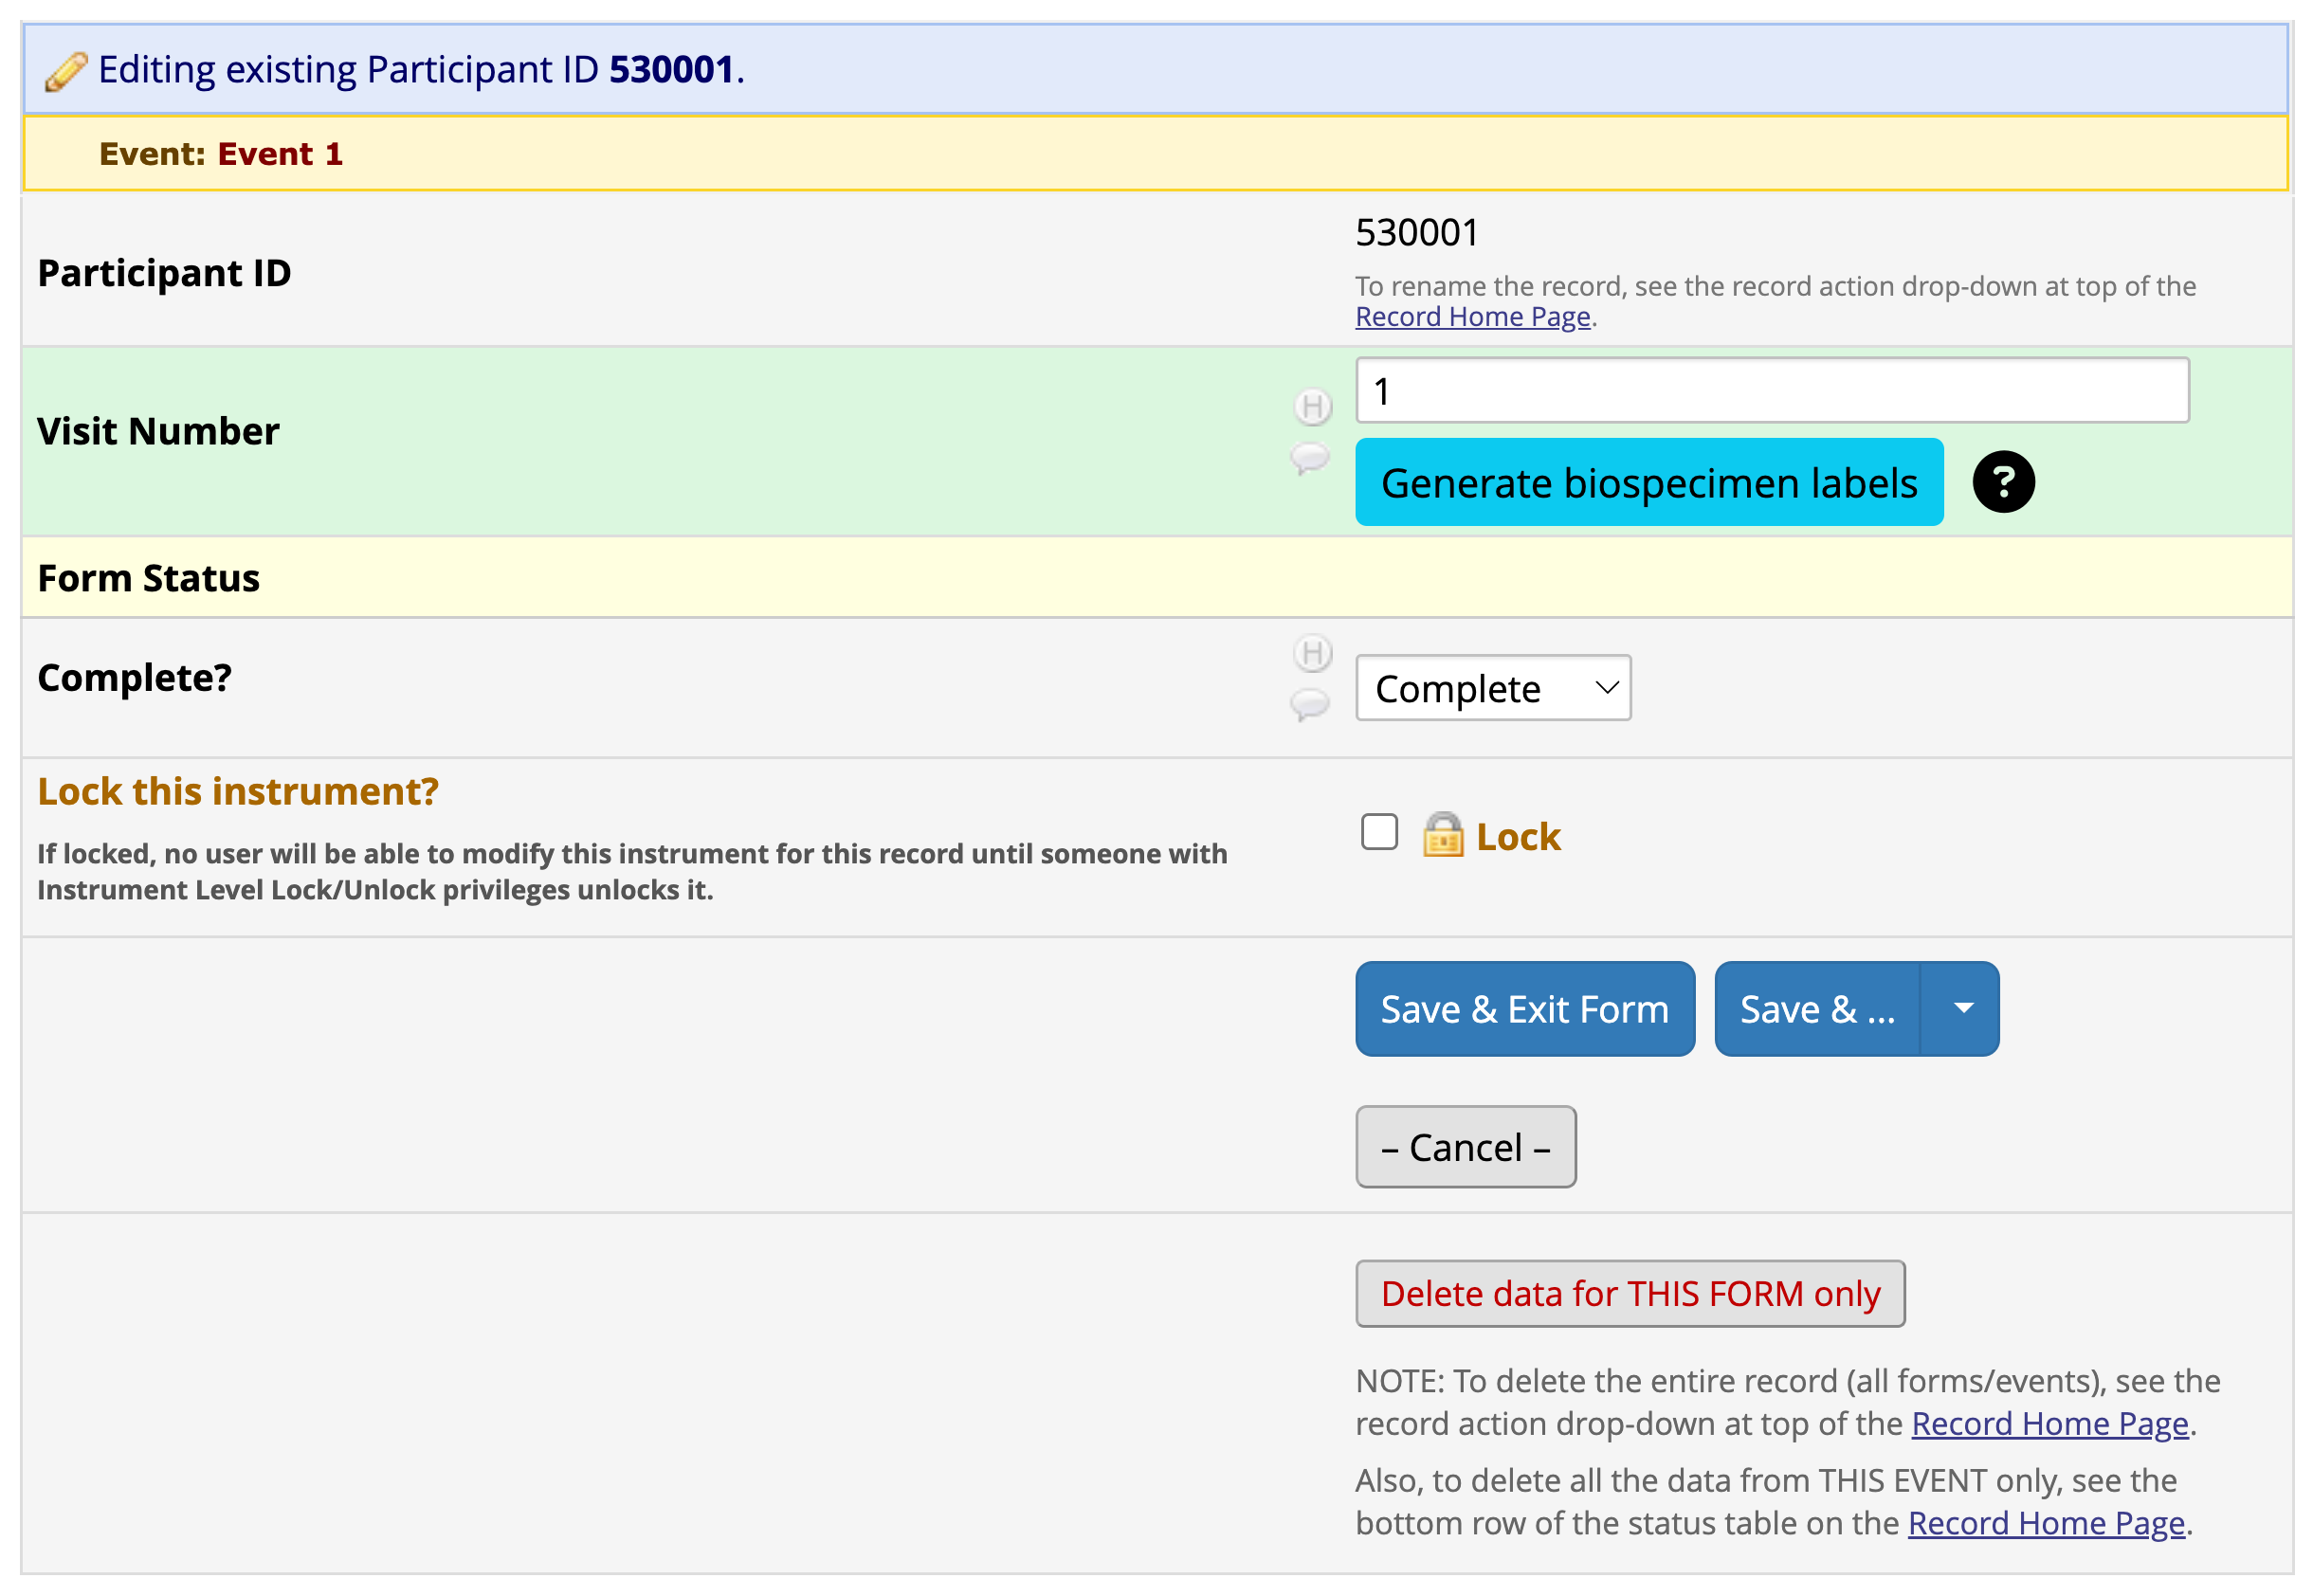 Editing existing Participant ID 530001.
Event: Event 1
Participant ID
530001
To rename the record, see the record action drop-down at top of the
Record Home Page.
Visit Number
H
1
Generate biospecimen labels
?
Form Status
Complete?
H
Complete
Lock this instrument?
If locked, no user will be able to modify this instrument for this record until someone with
Instrument Level Lock/Unlock privileges unlocks it.
Lock
Save & Exit Form
Save & ...
– Cancel –
Delete data for THIS FORM only
NOTE: To delete the entire record (all forms/events), see the
record action drop-down at top of the Record Home Page.
Also, to delete all the data from THIS EVENT only, see the
bottom row of the status table on the Record Home Page.